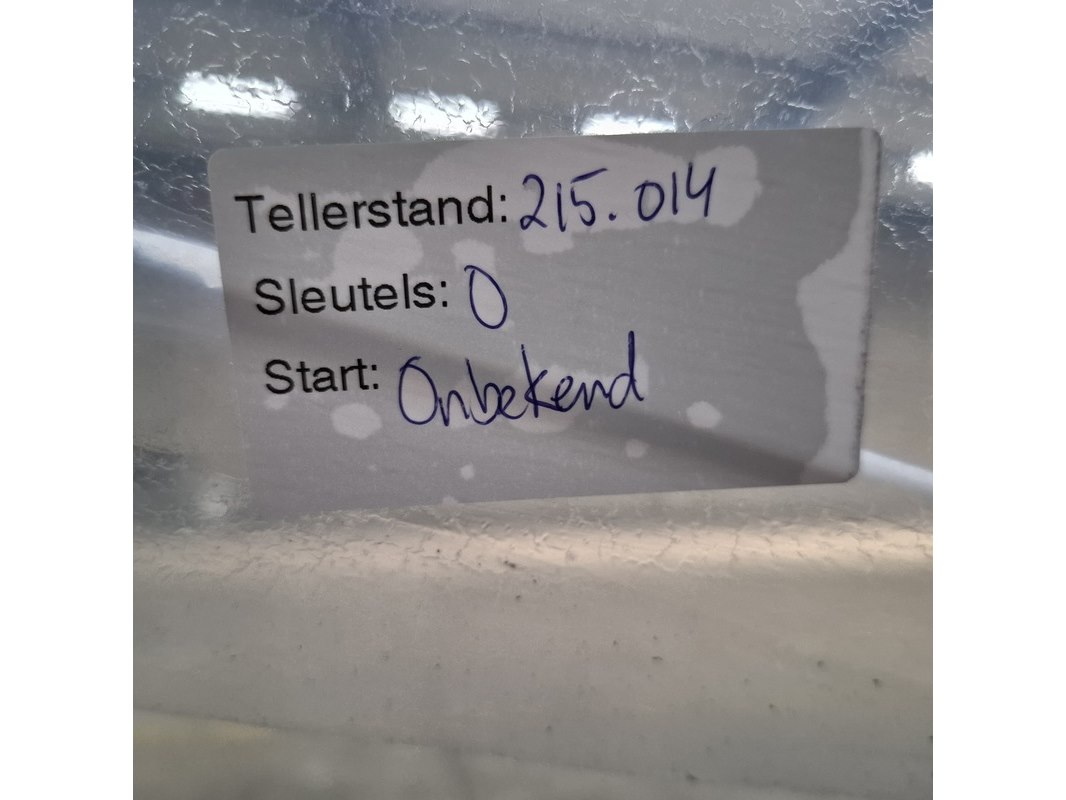 Tellerstand: 215.014
Sleutels: 0
Start: Onbekend